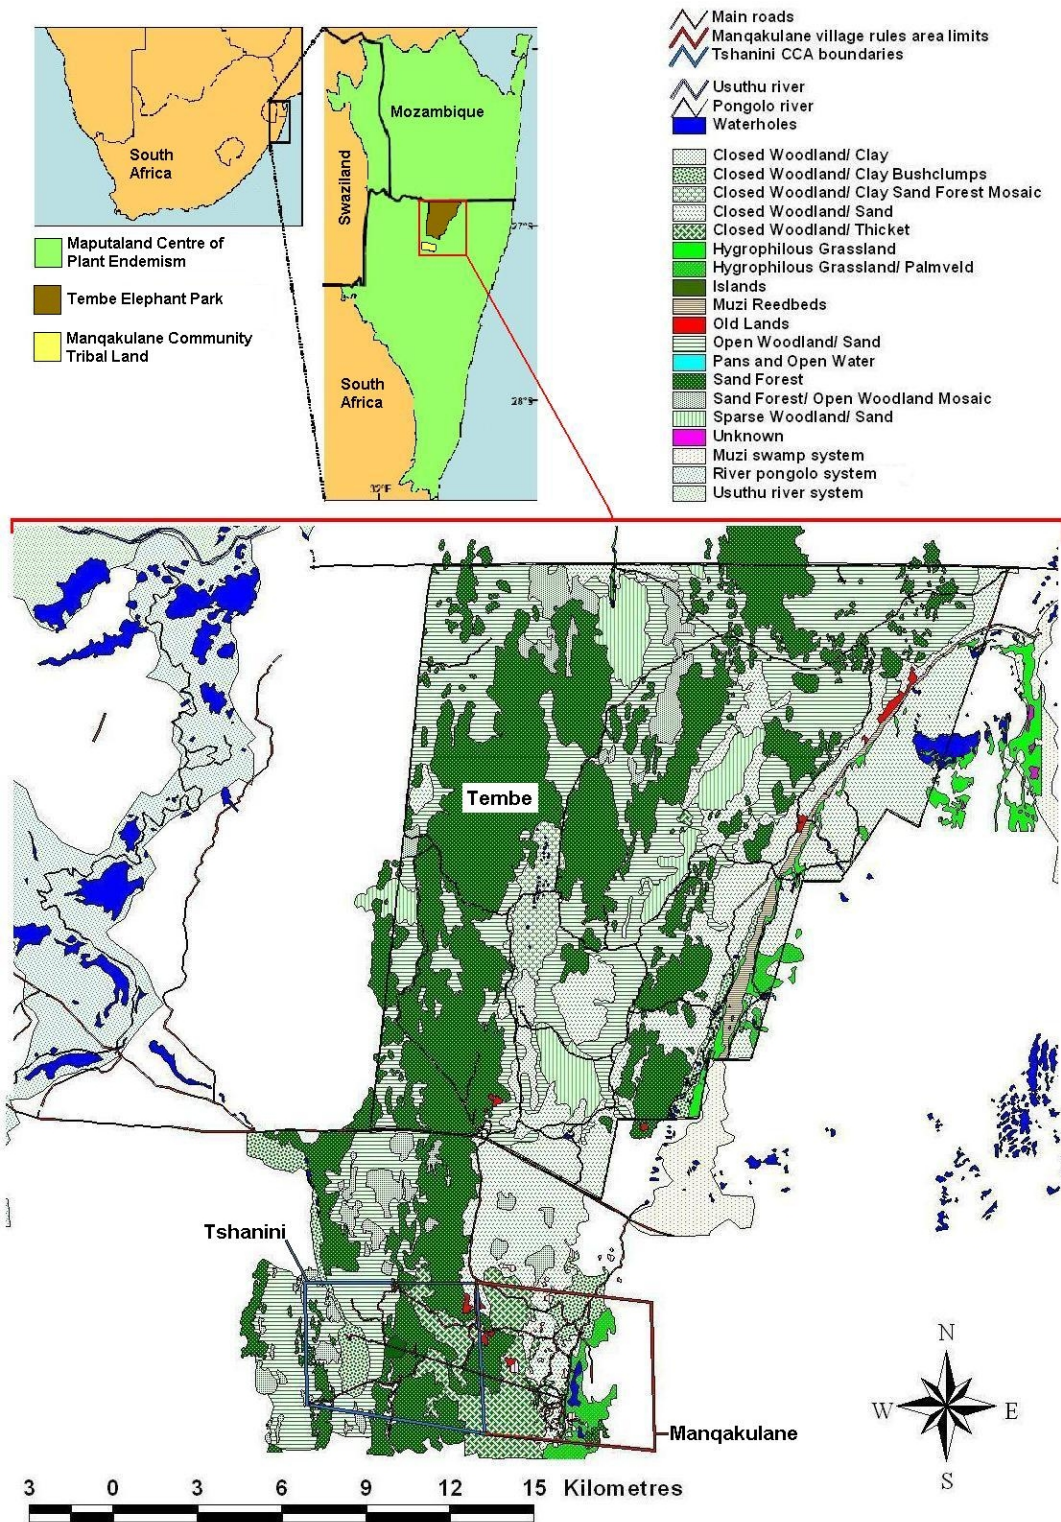 Main roads
Manqakulane village rules area limits
Tshanini CCA boundaries
Usuthu river
Pongolo river
Waterholes
Closed Woodland/ Clay
Closed Woodland/ Clay Bushclumps
Closed Woodland/ Clay Sand Forest Mosaic
Closed Woodland/ Sand
Closed Woodland/ Thicket
Hygrophilous Grassland
Hygrophilous Grassland/ Palmveld
Islands
Muzi Reedbeds
Old Lands
Open Woodland/ Sand
Pans and Open Water
Sand Forest
Sand Forest/ Open Woodland Mosaic
Sparse Woodland/ Sand
Unknown
Muzi swamp system
River pongolo system
Usuthu river system
South
Africa
Mozambique
Swaziland
27°S
South
Africa
28°S
32°E
Maputaland Centre of
Plant Endemism
Tembe Elephant Park
Manqakulane Community
Tribal Land
Tembe
Tshanini
Manqakulane
N
W E
S
3 0 3 6 9 12 15 Kilometres